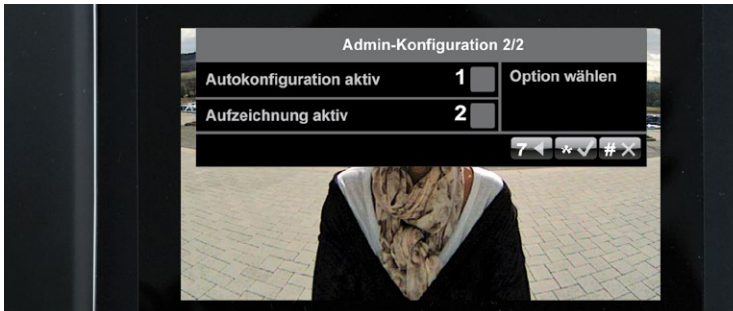 Admin-Konfiguration 2/2
Autokonfiguration aktiv 1 Option wählen
Aufzeichnung aktiv 2
7 * #